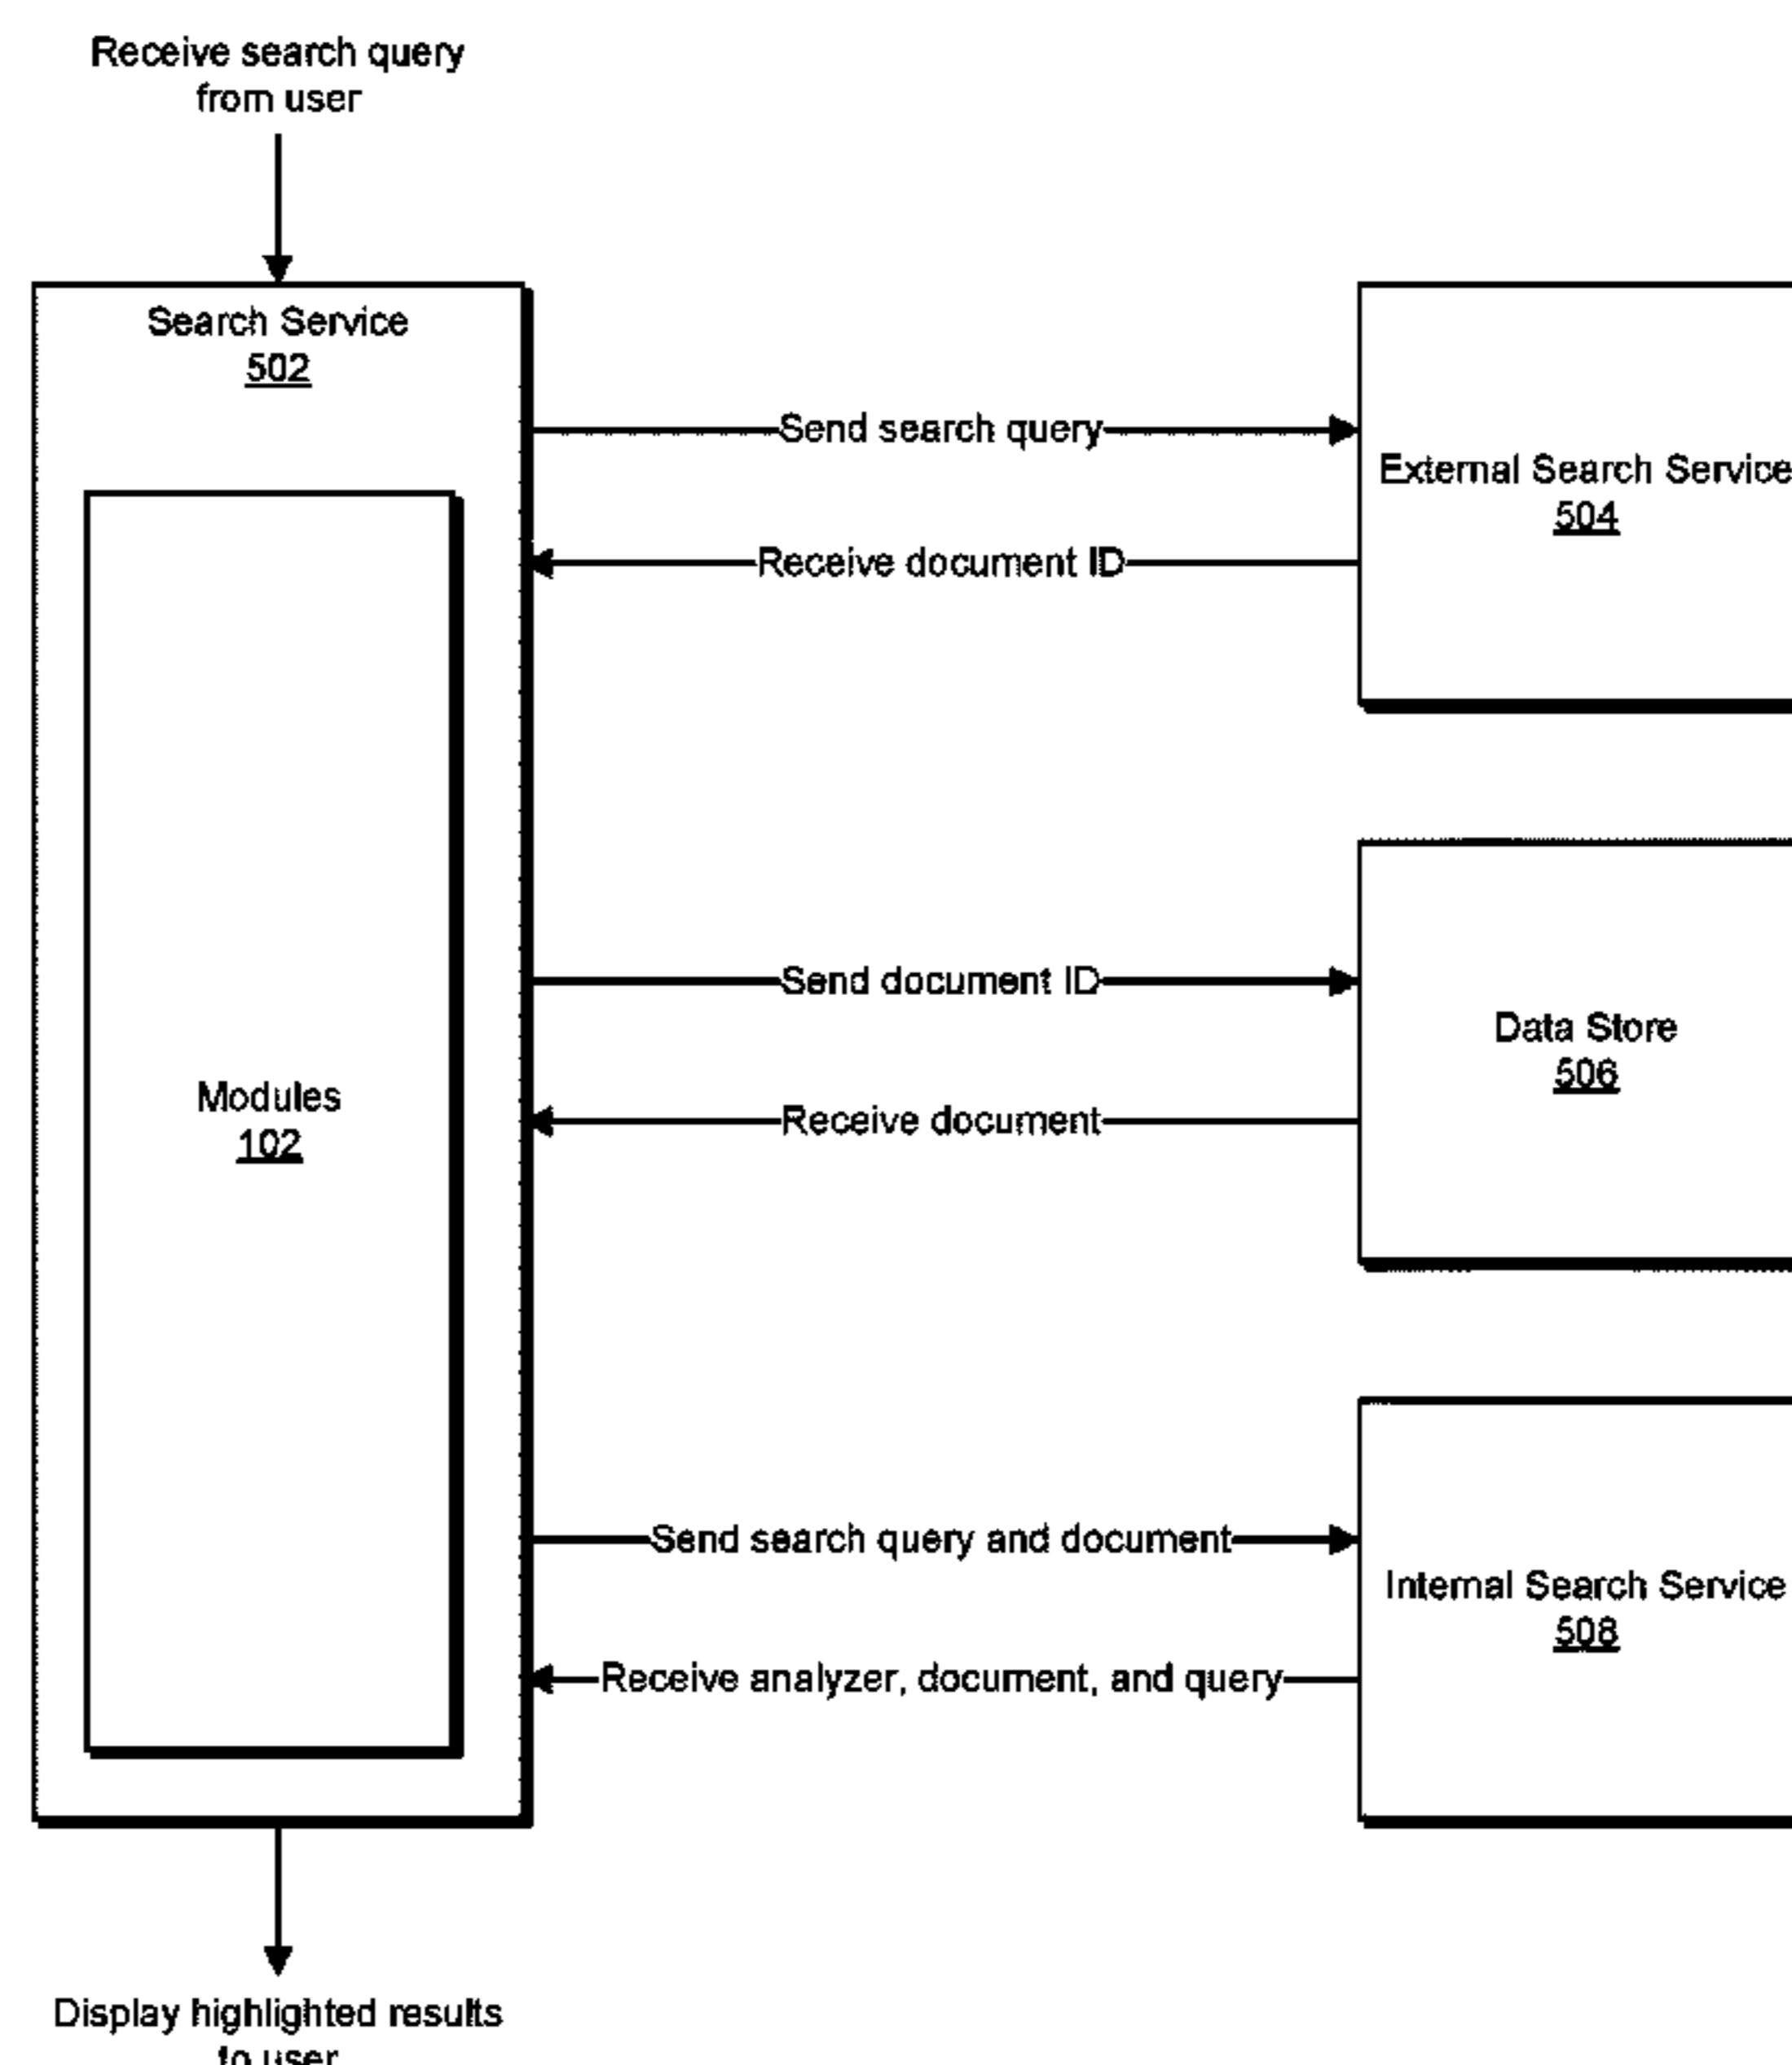 Receive search query
from user
Search Service
502
Send search query
External Search Service
504
Receive document ID
Send document ID
Data Store
506
Modules
102
Receive document
Send search query and document
Internal Search Service
508
Receive analyzer, document, and query
Display highlighted results
to user